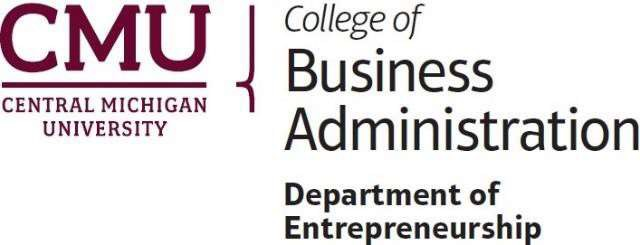 CMU
CENTRAL MICHIGAN
UNIVERSITY
College of
Business
Administration
Department of
Entrepreneurship